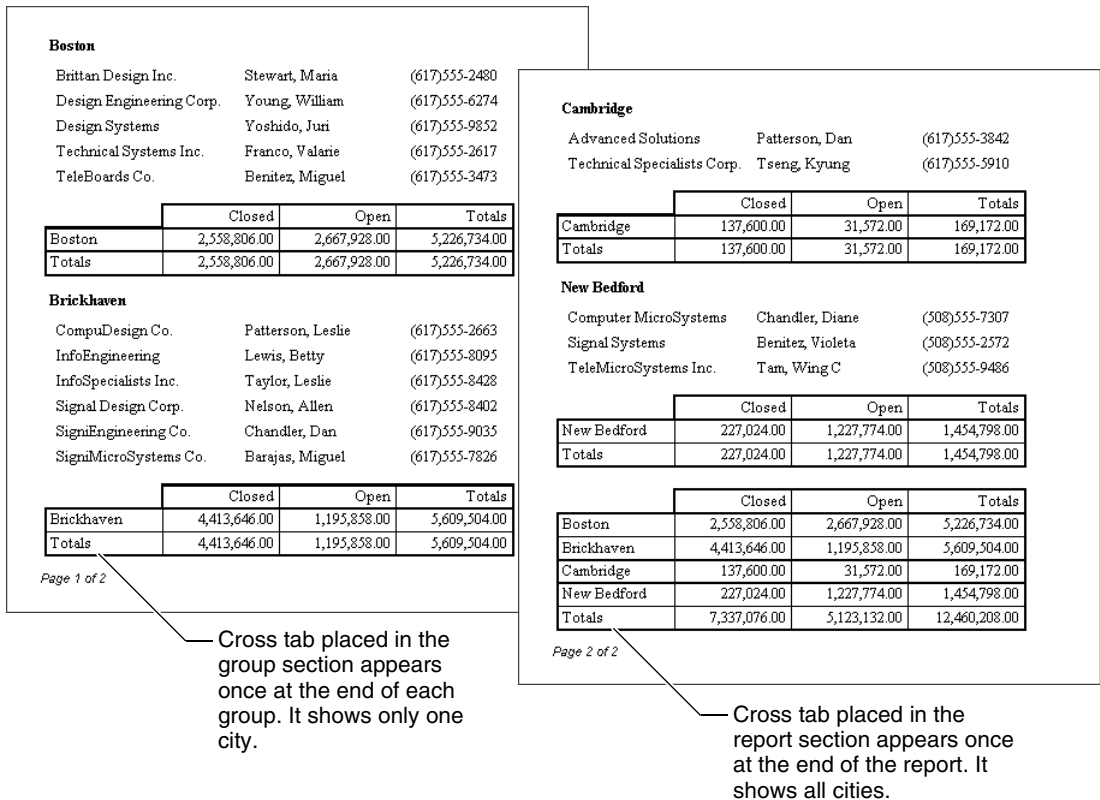 Boston
Brittan Design Inc. Stewart, Maria (617)555-2480
Design Engineering Corp. Young, William (617)555-6274
Design Systems Yoshido, Juri (617)555-9852
Technical Systems Inc. Franco, Valarie (617)555-2617
TeleBoards Co. Benitez, Miguel (617)555-3473
Closed Open Totals
Boston 2,558,806.00 2,667,928.00 5,226,734.00
Totals 2,558,806.00 2,667,928.00 5,226,734.00
Brickhaven
CompuDesign Co. Patterson, Leslie (617)555-2663
InfoEngineering Lewis, Betty (617)555-8095
InfoSpecialists Inc. Taylor, Leslie (617)555-8428
Signal Design Corp. Nelson, Allen (617)555-8402
SigniEngineering Co. Chandler, Dan (617)555-9035
SigniMicroSystems Co. Barajas, Miguel (617)555-7826
Closed Open Totals
Brickhaven 4,413,646.00 1,195,858.00 5,609,504.00
Totals 4,413,646.00 1,195,858.00 5,609,504.00
Page 1 of 2
Cross tab placed in the
group section appears
once at the end of each
group. It shows only one
city.
Cambridge
Advanced Solutions Patterson, Dan (617)555-3842
Technical Specialists Corp. Tseng, Kyung (617)555-5910
Closed Open Totals
Cambridge 137,600.00 31,572.00 169,172.00
Totals 137,600.00 31,572.00 169,172.00
New Bedford
Computer MicroSystems Chandler, Diane (508)555-7307
Signal Systems Benitez, Violeta (508)555-2572
TeleMicroSystems Inc. Tam, Wing C (508)555-9486
Closed Open Totals
New Bedford 227,024.00 1,227,774.00 1,454,798.00
Totals 227,024.00 1,227,774.00 1,454,798.00
Closed Open Totals
Boston 2,558,806.00 2,667,928.00 5,226,734.00
Brickhaven 4,413,646.00 1,195,858.00 5,609,504.00
Cambridge 137,600.00 31,572.00 169,172.00
New Bedford 227,024.00 1,227,774.00 1,454,798.00
Totals 7,337,076.00 5,123,132.00 12,460,208.00
Page 2 of 2
Cross tab placed in the
report section appears once
at the end of the report. It
shows all cities.